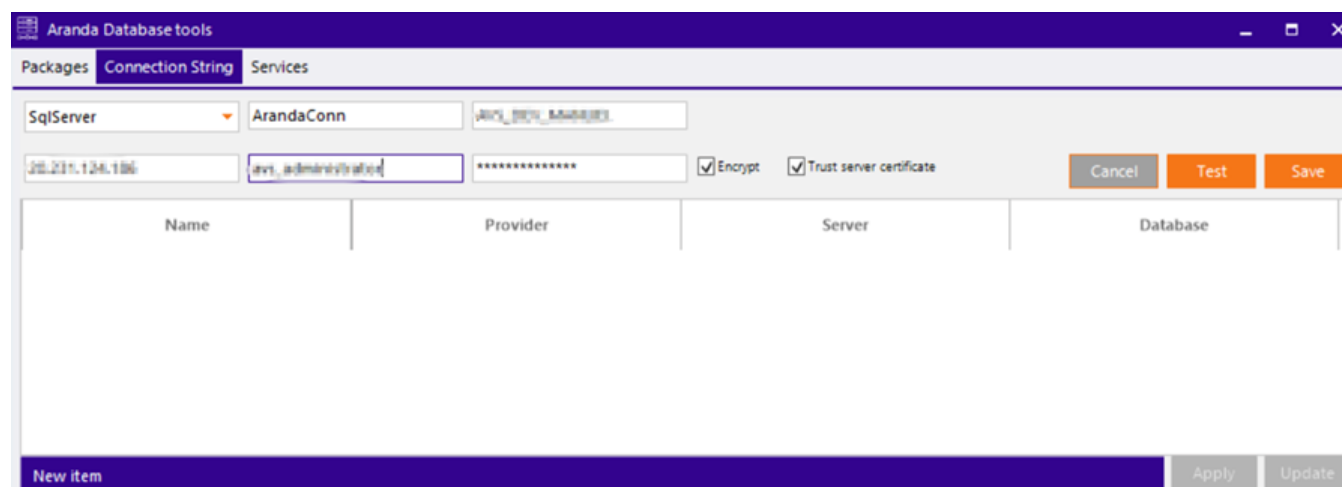 Aranda Database tools
Packages Connection String Services
SqlServer ArandaConn
avs_administrator ************** Encrypt Trust server certificate Cancel Test Save
Name Provider Server Database
New item Apply Update